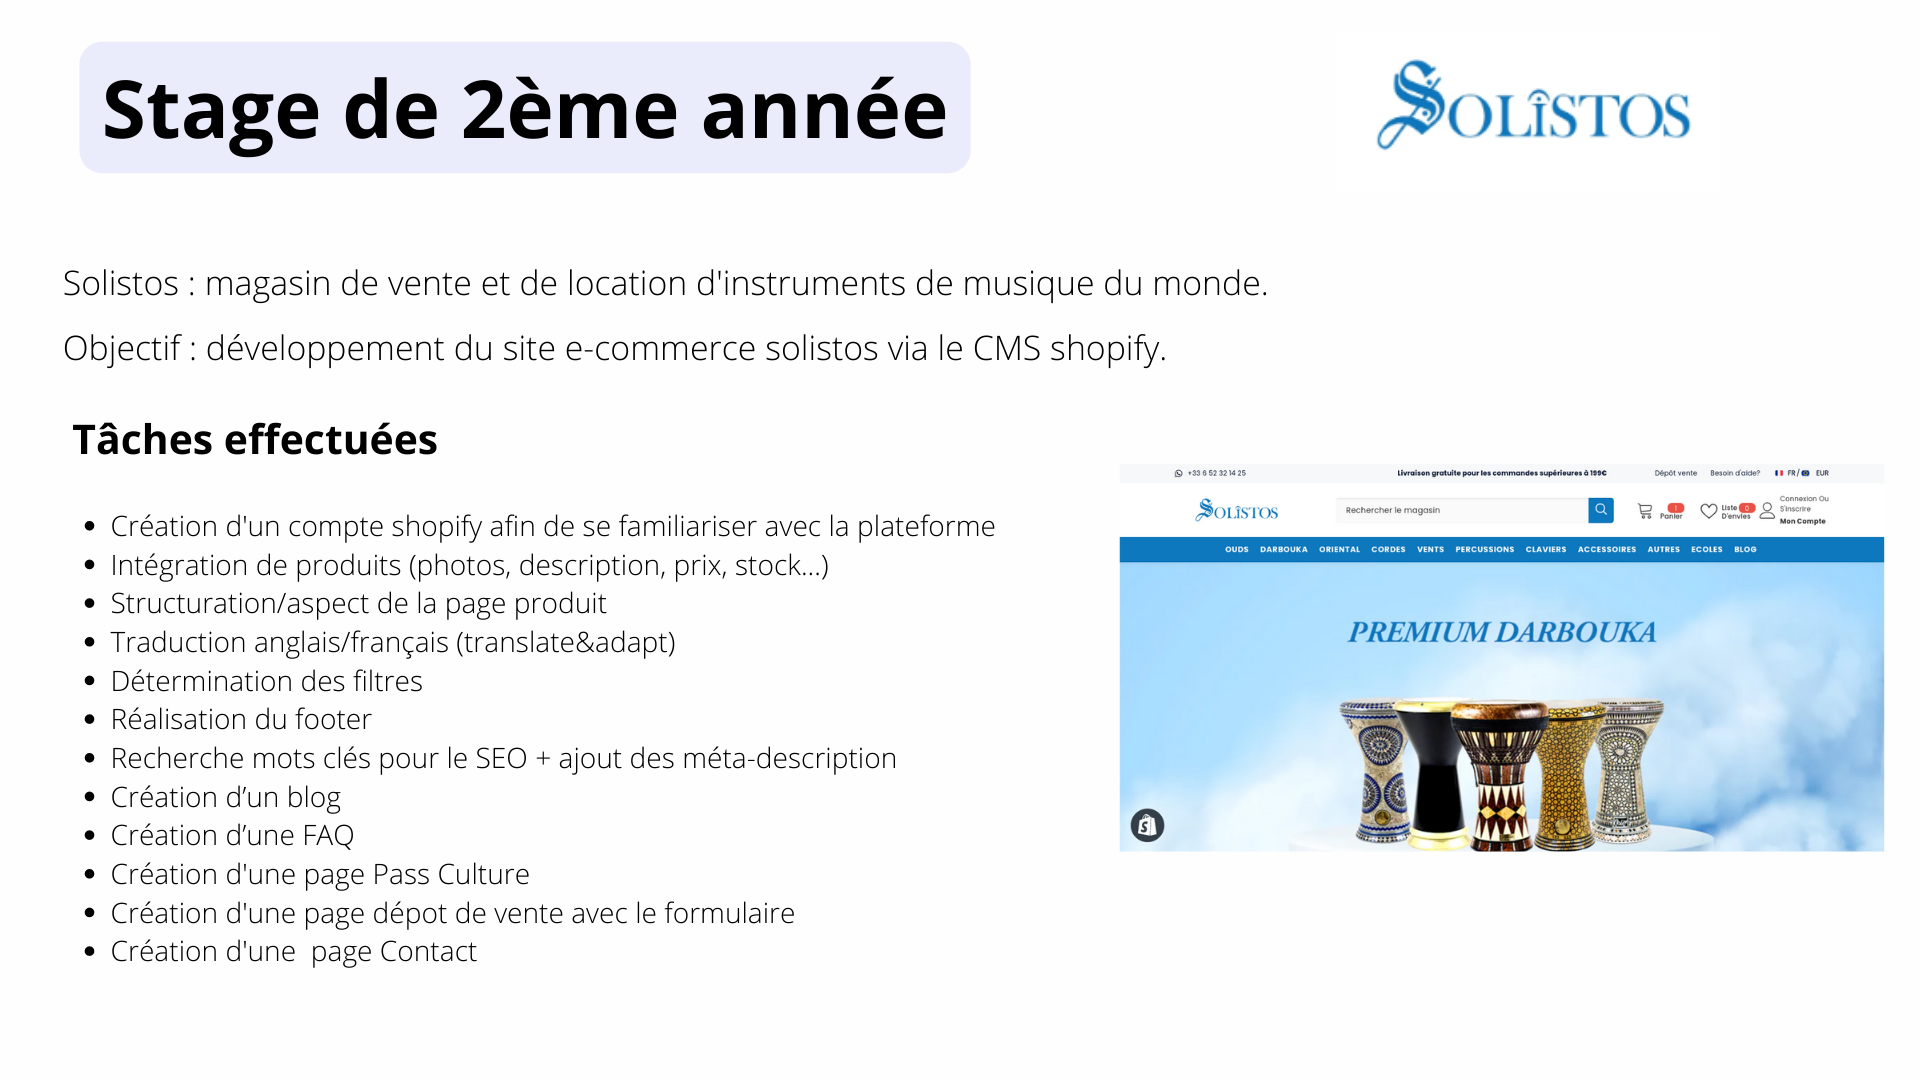 Stage de 2ème année
SOLÎSTOS
Solistos : magasin de vente et de location d'instruments de musique du monde.
Objectif : développement du site e-commerce solistos via le CMS shopify.
Tâches effectuées
• Création d'un compte shopify afin de se familiariser avec la plateforme
• Intégration de produits (photos, description, prix, stock...)
• Structuration/aspect de la page produit
• Traduction anglais/français (translate&adapt)
• Détermination des filtres
• Réalisation du footer
• Recherche mots clés pour le SEO + ajout des méta-description
• Création d’un blog
• Création d’une FAQ
• Création d'une page Pass Culture
• Création d'une page dépot de vente avec le formulaire
• Création d'une  page Contact
+33 6 52 32 14 25 Livraison gratuite pour les commandes supérieures à 199€ Dépôt vente Besoin d'aide? FR / EUR
SOLÎSTOS Rechercher le magasin 1 Panier Liste 0 D'envies Connexion Ou
S'inscrire
Mon Compte
OUDS DARBOUKA ORIENTAL CORDES VENTS PERCUSSIONS CLAVIERS ACCESSOIRES AUTRES ECOLES BLOG
PREMIUM DARBOUKA